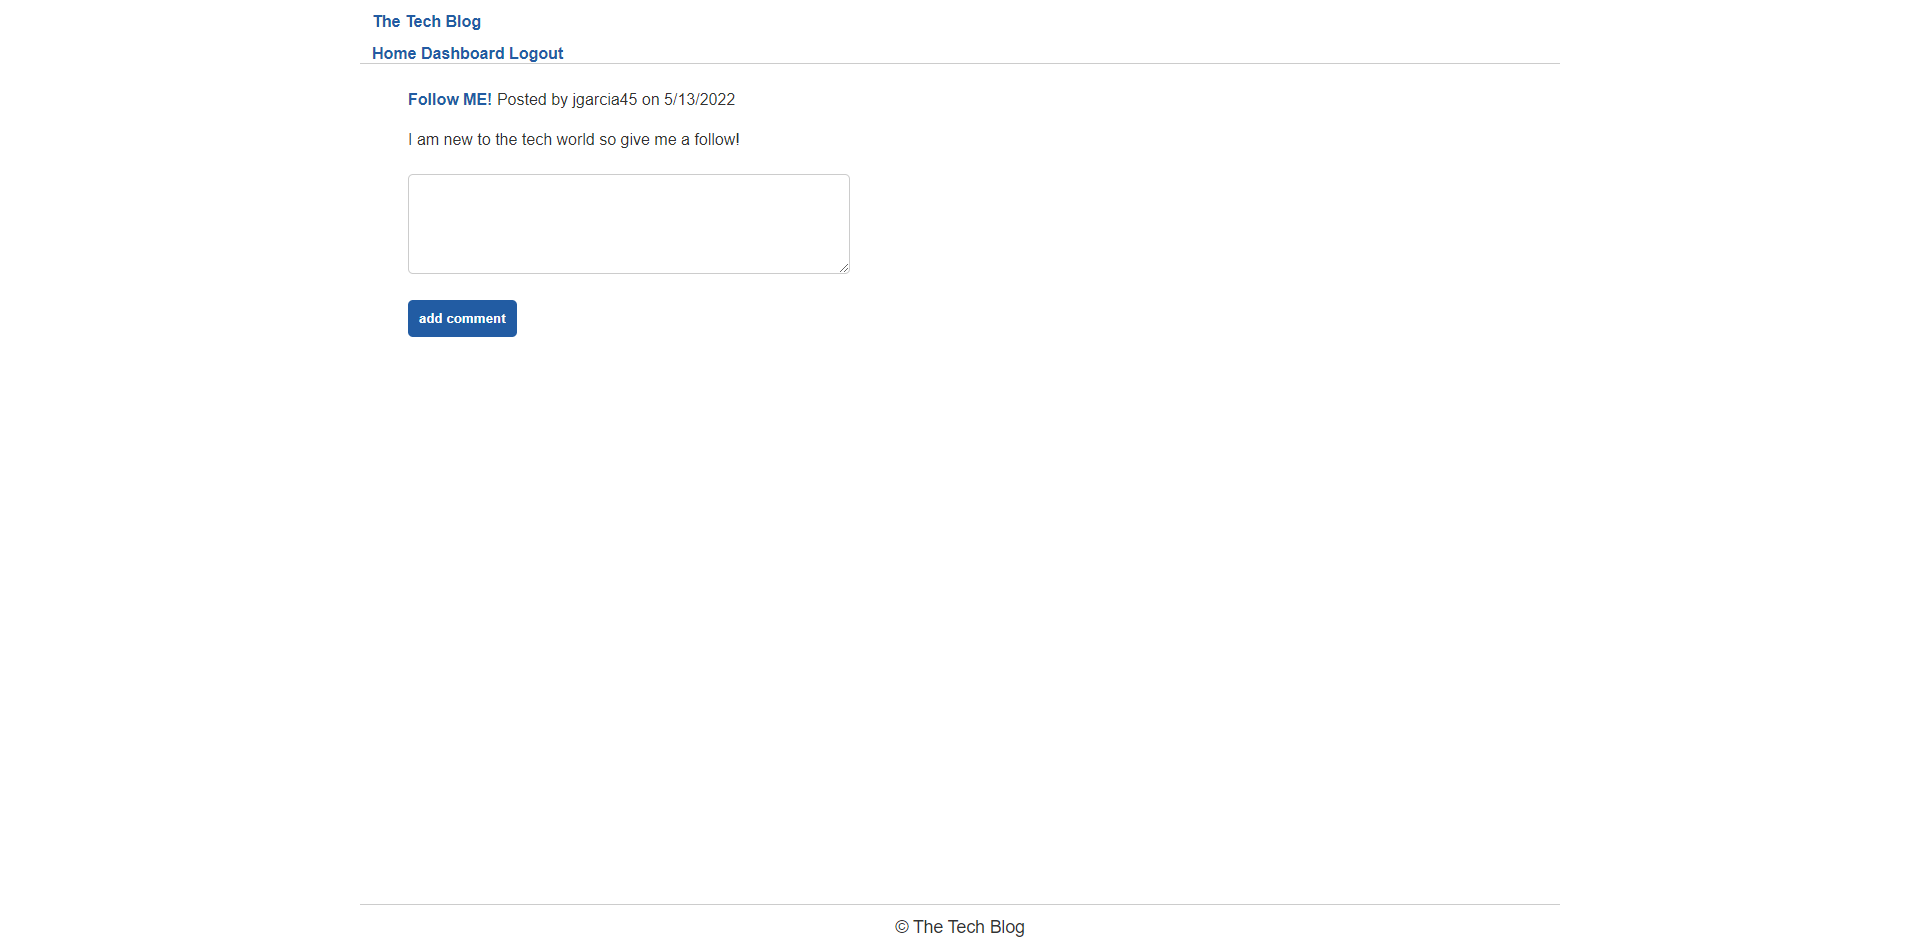 The Tech Blog
Home Dashboard Logout
Follow ME! Posted by jgarcia45 on 5/13/2022
I am new to the tech world so give me a follow!
add comment
© The Tech Blog